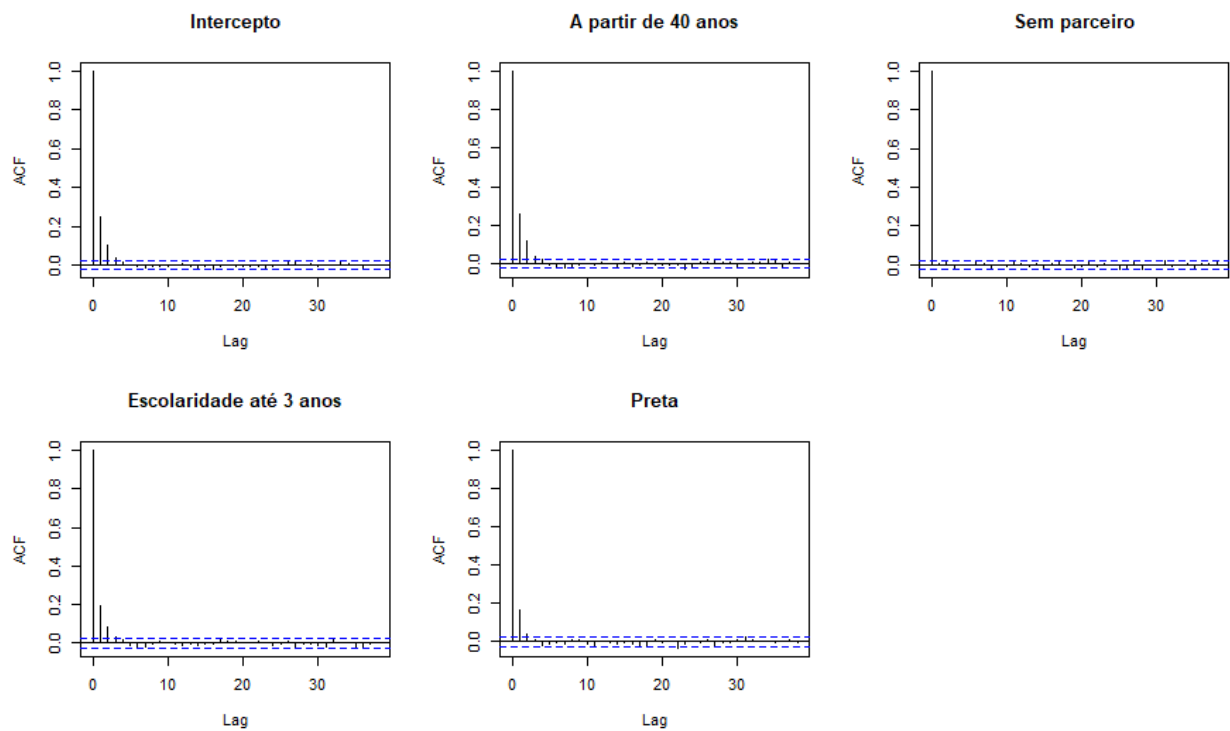 Intercepto
ACF
0.0 0.2 0.4 0.6 0.8 1.0
0 10 20 30
Lag
A partir de 40 anos
ACF
0.0 0.2 0.4 0.6 0.8 1.0
0 10 20 30
Lag
Sem parceiro
ACF
0.0 0.2 0.4 0.6 0.8 1.0
0 10 20 30
Lag
Escolaridade até 3 anos
ACF
0.0 0.2 0.4 0.6 0.8 1.0
0 10 20 30
Lag
Preta
ACF
0.0 0.2 0.4 0.6 0.8 1.0
0 10 20 30
Lag